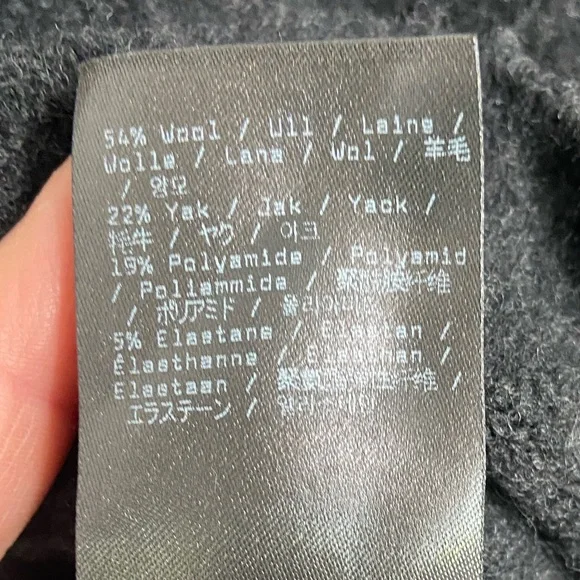 54% Wool / Ull / Laine /
Wolle / Lana / Wol / 羊毛
/ 양모
22% Yak / Jak / Yack /
牦牛 / ヤク / 야크
19% Polyamide / Polyamid
/ Poliammide /
/ ポリアミド /
5% Elastane / Elastan /
Élasthanne /
Elastaan / /
エラステーン /